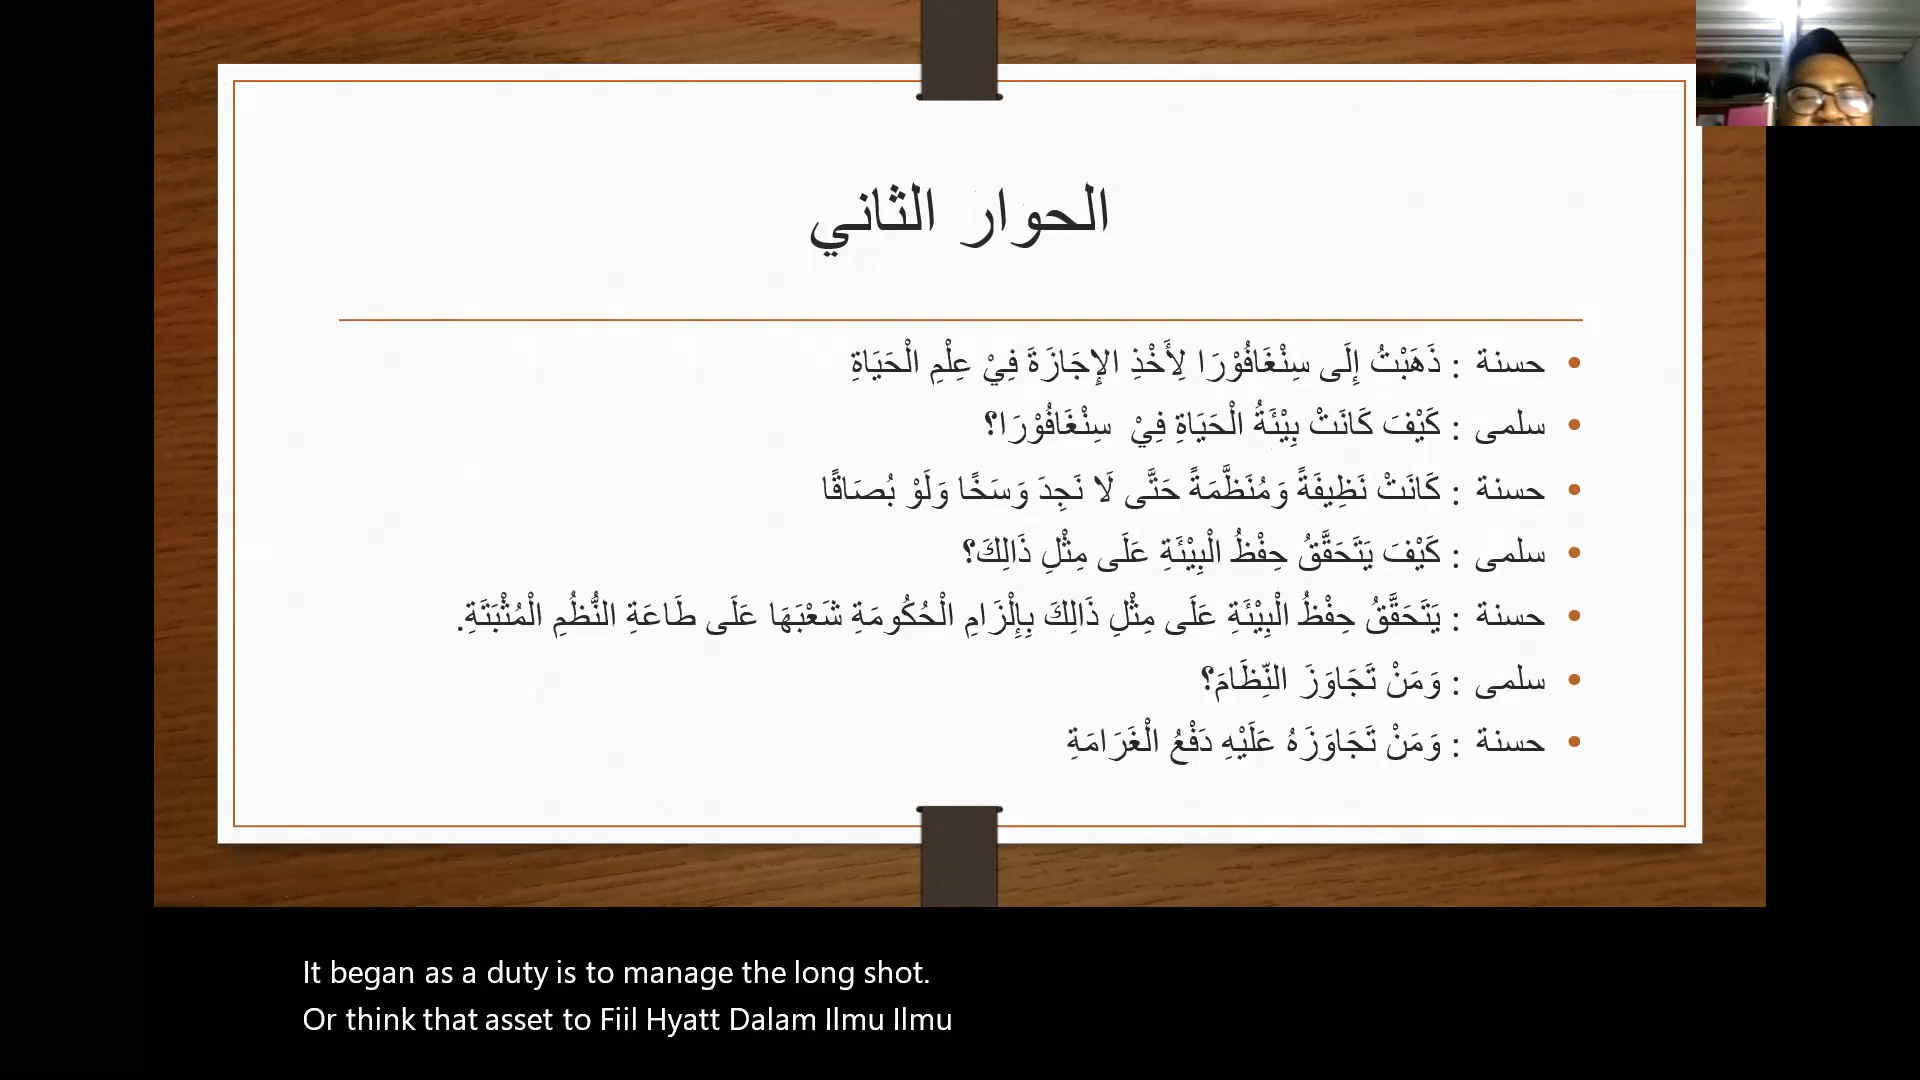 الحوار الثاني
• حسنة : ذَهَبْتُ إِلَى سِنْغَافُوْرَا لِأَخْذِ الإِجَازَةَ فِيْ عِلْمِ الْحَيَاةِ
• سلمى : كَيْفَ كَانَتْ بِيْئَةُ الْحَيَاةِ فِيْ سِنْغَافُوْرَا؟
• حسنة : كَانَتْ نَظِيفَةً وَمُنَظَّمَةً حَتَّى لَا نَجِدَ وَسَخًا وَلَوْ بُصَاقًا
• سلمى : كَيْفَ يَتَحَقَّقُ حِفْظُ الْبِيْئَةِ عَلَى مِثْلِ ذَالِكَ؟
• حسنة : يَتَحَقَّقُ حِفْظُ الْبِيْئَةِ عَلَى مِثْلِ ذَالِكَ بِإِلْزَامِ الْحُكُومَةِ شَعْبَهَا عَلَى طَاعَةِ النُّظُمِ الْمُثْبَتَةِ.
• سلمى : وَمَنْ تَجَاوَزَ النِّظَامَ؟
• حسنة : وَمَنْ تَجَاوَزَهُ عَلَيْهِ دَفْعُ الْغَرَامَةِ
It began as a duty is to manage the long shot.
Or think that asset to Fiil Hyatt Dalam Ilmu Ilmu